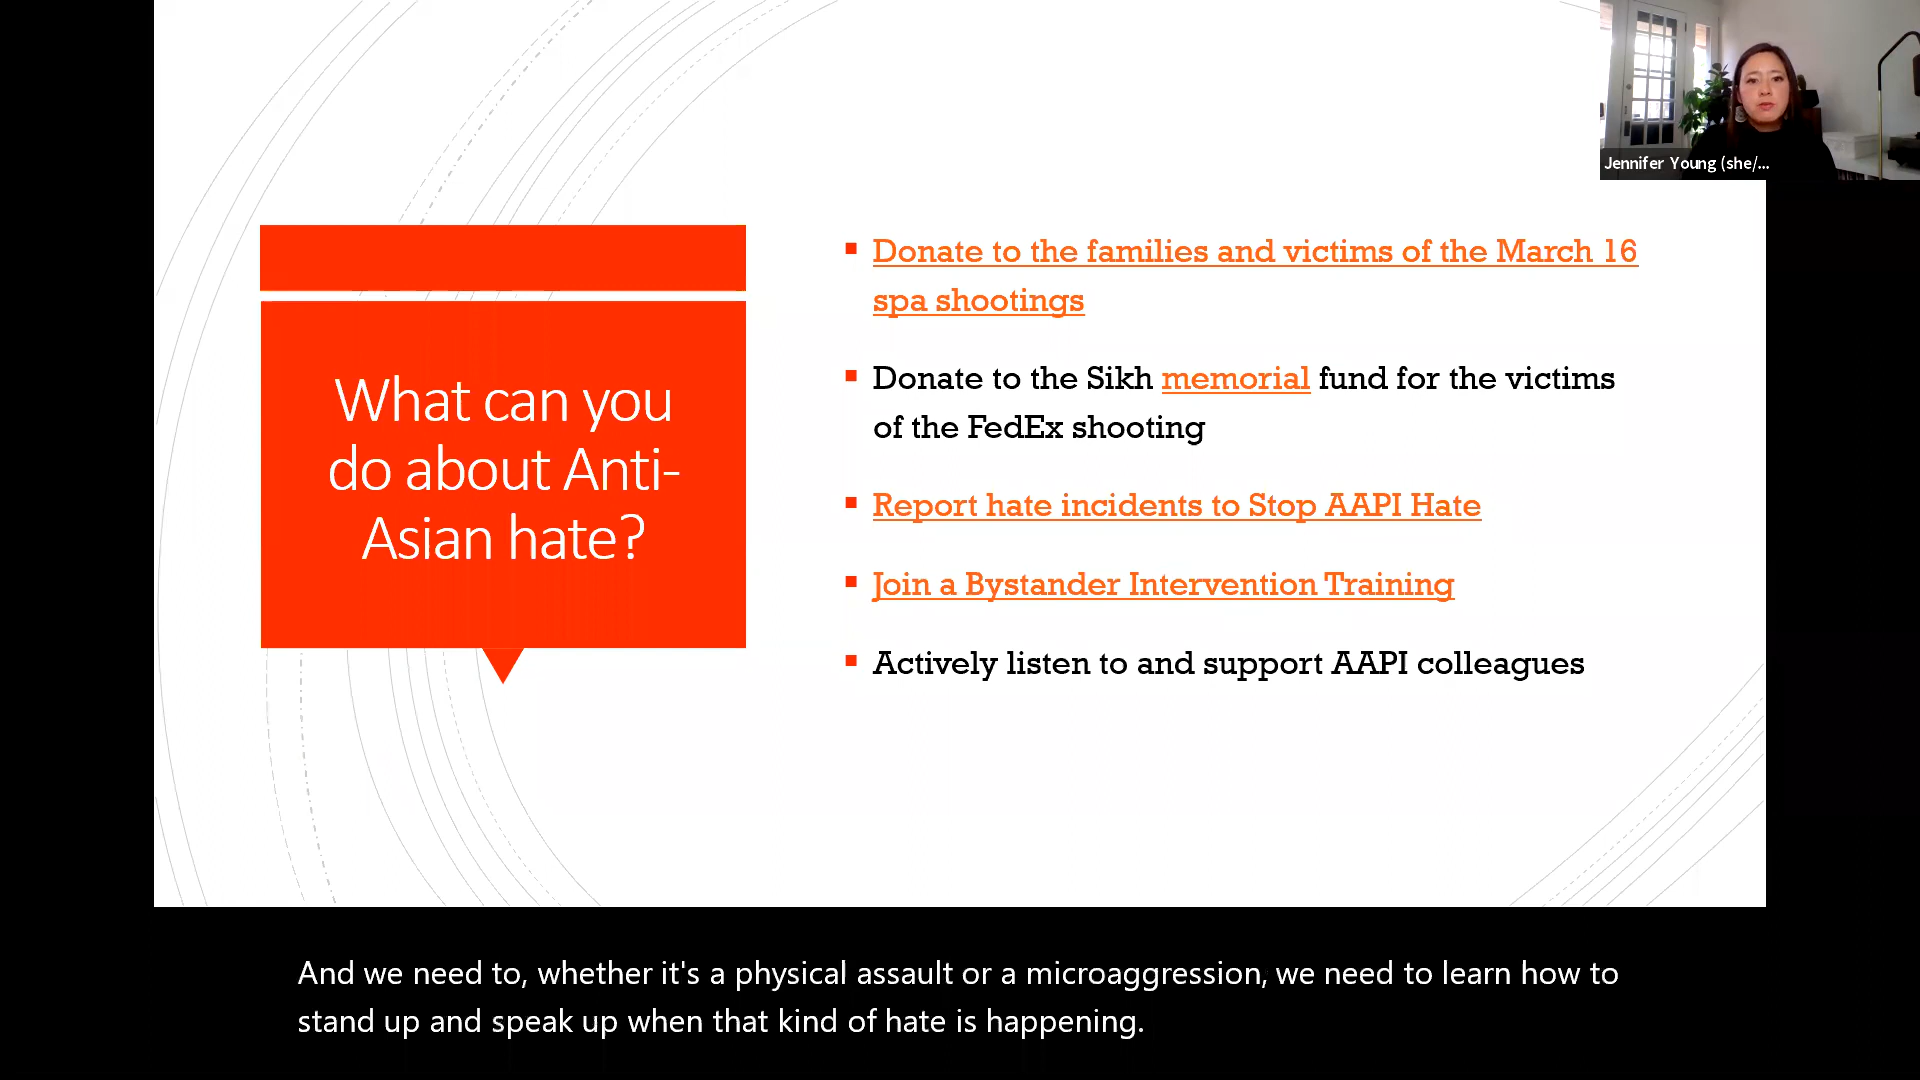 Jennifer Young (she/...
What can you
do about Anti-
Asian hate?
▪ Donate to the families and victims of the March 16
spa shootings
▪ Donate to the Sikh memorial fund for the victims
of the FedEx shooting
▪ Report hate incidents to Stop AAPI Hate
▪ Join a Bystander Intervention Training
▪ Actively listen to and support AAPI colleagues
And we need to, whether it's a physical assault or a microaggression, we need to learn how to
stand up and speak up when that kind of hate is happening.